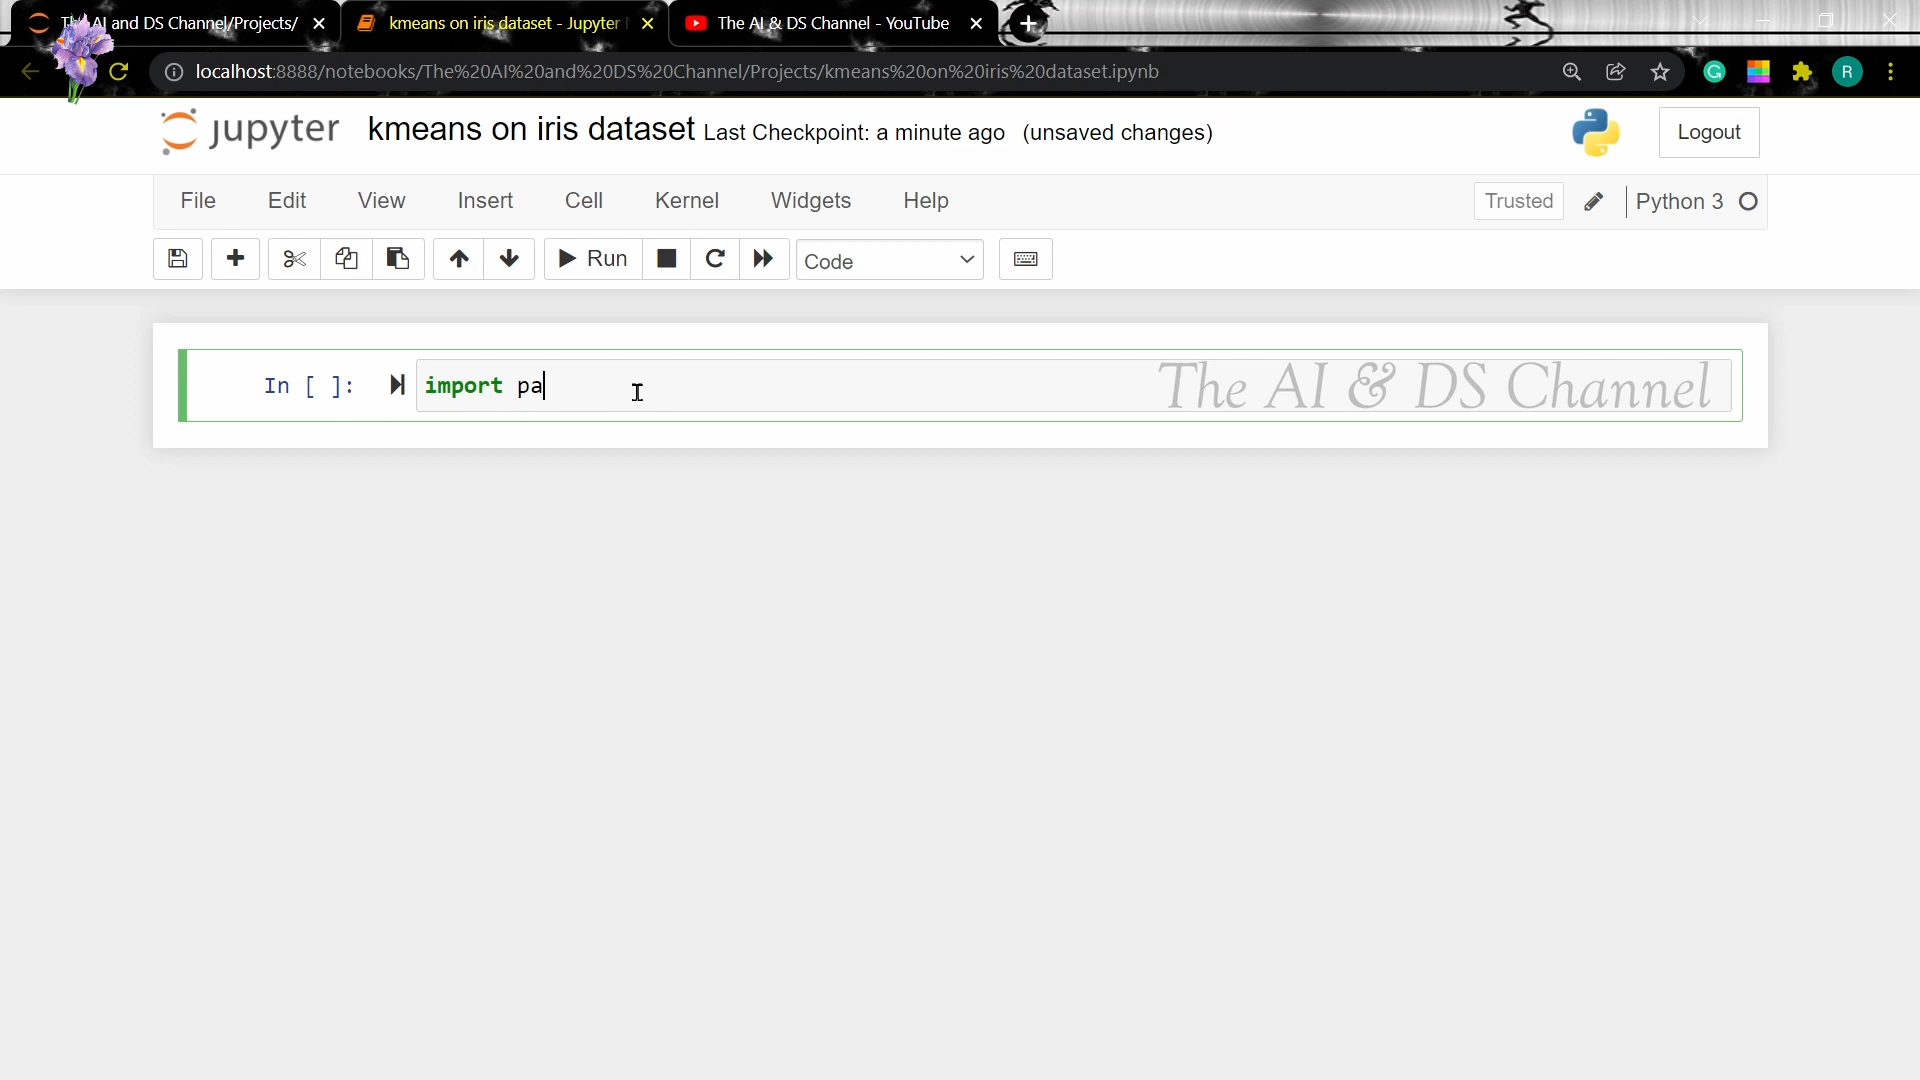 AI and DS Channel/Projects/
kmeans on iris dataset - Jupyter
The AI & DS Channel - YouTube
localhost:8888/notebooks/The%20AI%20and%20DS%20Channel/Projects/kmeans%20on%20iris%20dataset.ipynb
R
jupyter kmeans on iris dataset Last Checkpoint: a minute ago (unsaved changes)
Logout
File Edit View Insert Cell Kernel Widgets Help
Trusted Python 3
Run Code
In [ ]: import pa
The AI & DS Channel